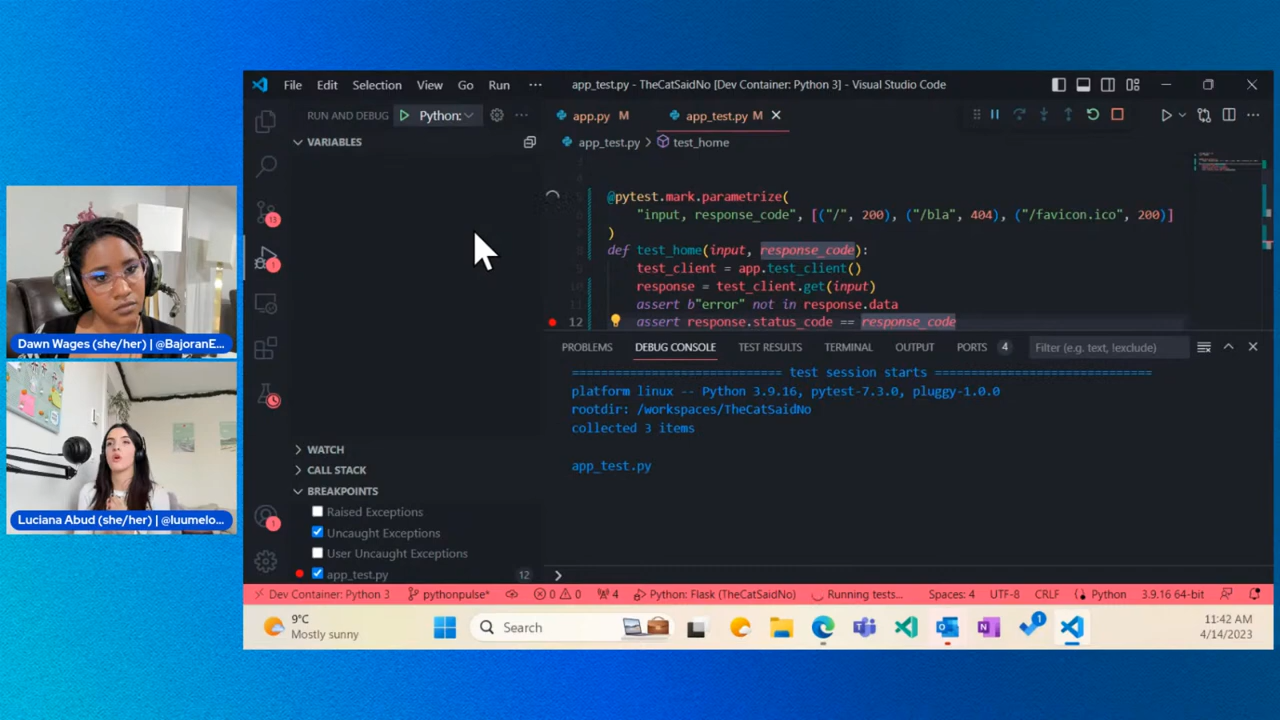 File Edit Selection View Go Run ··· app_test.py - TheCatSaidNo [Dev Container: Python 3] - Visual Studio Code
RUN AND DEBUG Python: ···
app.py M app_test.py M
app_test.py > test_home
VARIABLES
@pytest.mark.parametrize(
"input, response_code", [("/", 200), ("/bla", 404), ("/favicon.ico", 200)]
)
def test_home(input, response_code):
test_client = app.test_client()
response = test_client.get(input)
assert b"error" not in response.data
12 assert response.status_code == response_code
PROBLEMS DEBUG CONSOLE TEST RESULTS TERMINAL OUTPUT PORTS 4 Filter (e.g. text, !exclude)
============================= test session starts ==============================
platform linux -- Python 3.9.16, pytest-7.3.0, pluggy-1.0.0
rootdir: /workspaces/TheCatSaidNo
collected 3 items
app_test.py
WATCH
CALL STACK
BREAKPOINTS
Raised Exceptions
Uncaught Exceptions
User Uncaught Exceptions
app_test.py 12
13
1
1
Dawn Wages (she/her) | @BajoranE...
Luciana Abud (she/her) | @luumelo...
Dev Container: Python 3 pythonpulse* 0 0 4 Python: Flask (TheCatSaidNo) Running tests... Spaces: 4 UTF-8 CRLF Python 3.9.16 64-bit
9°C
Mostly sunny
Search
1
11:42 AM
4/14/2023